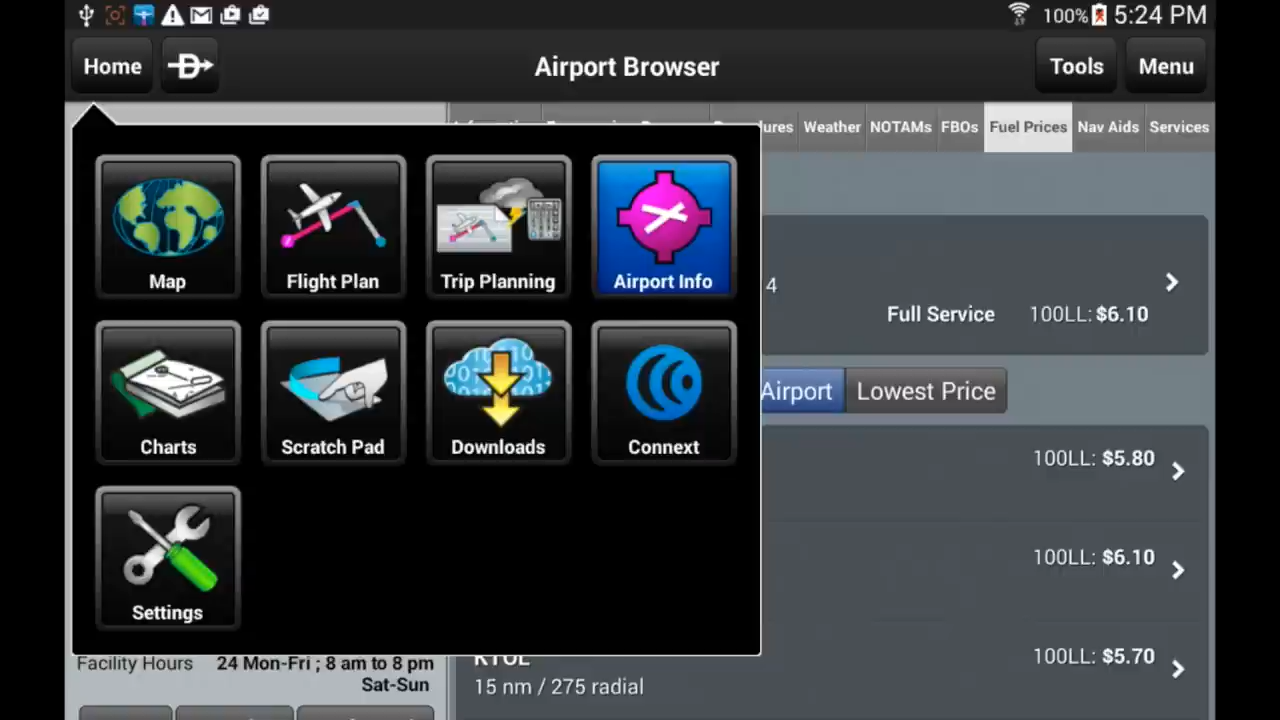 100% 5:24 PM
Home Airport Browser Tools Menu
Weather NOTAMs FBOs Fuel Prices Nav Aids Services
Map Flight Plan Trip Planning Airport Info
4
Full Service 100LL: $6.10
Airport Lowest Price
Charts Scratch Pad Downloads Connext
100LL: $5.80
100LL: $6.10
Settings
Facility Hours 24 Mon-Fri ; 8 am to 8 pm
Sat-Sun
100LL: $5.70
15 nm / 275 radial